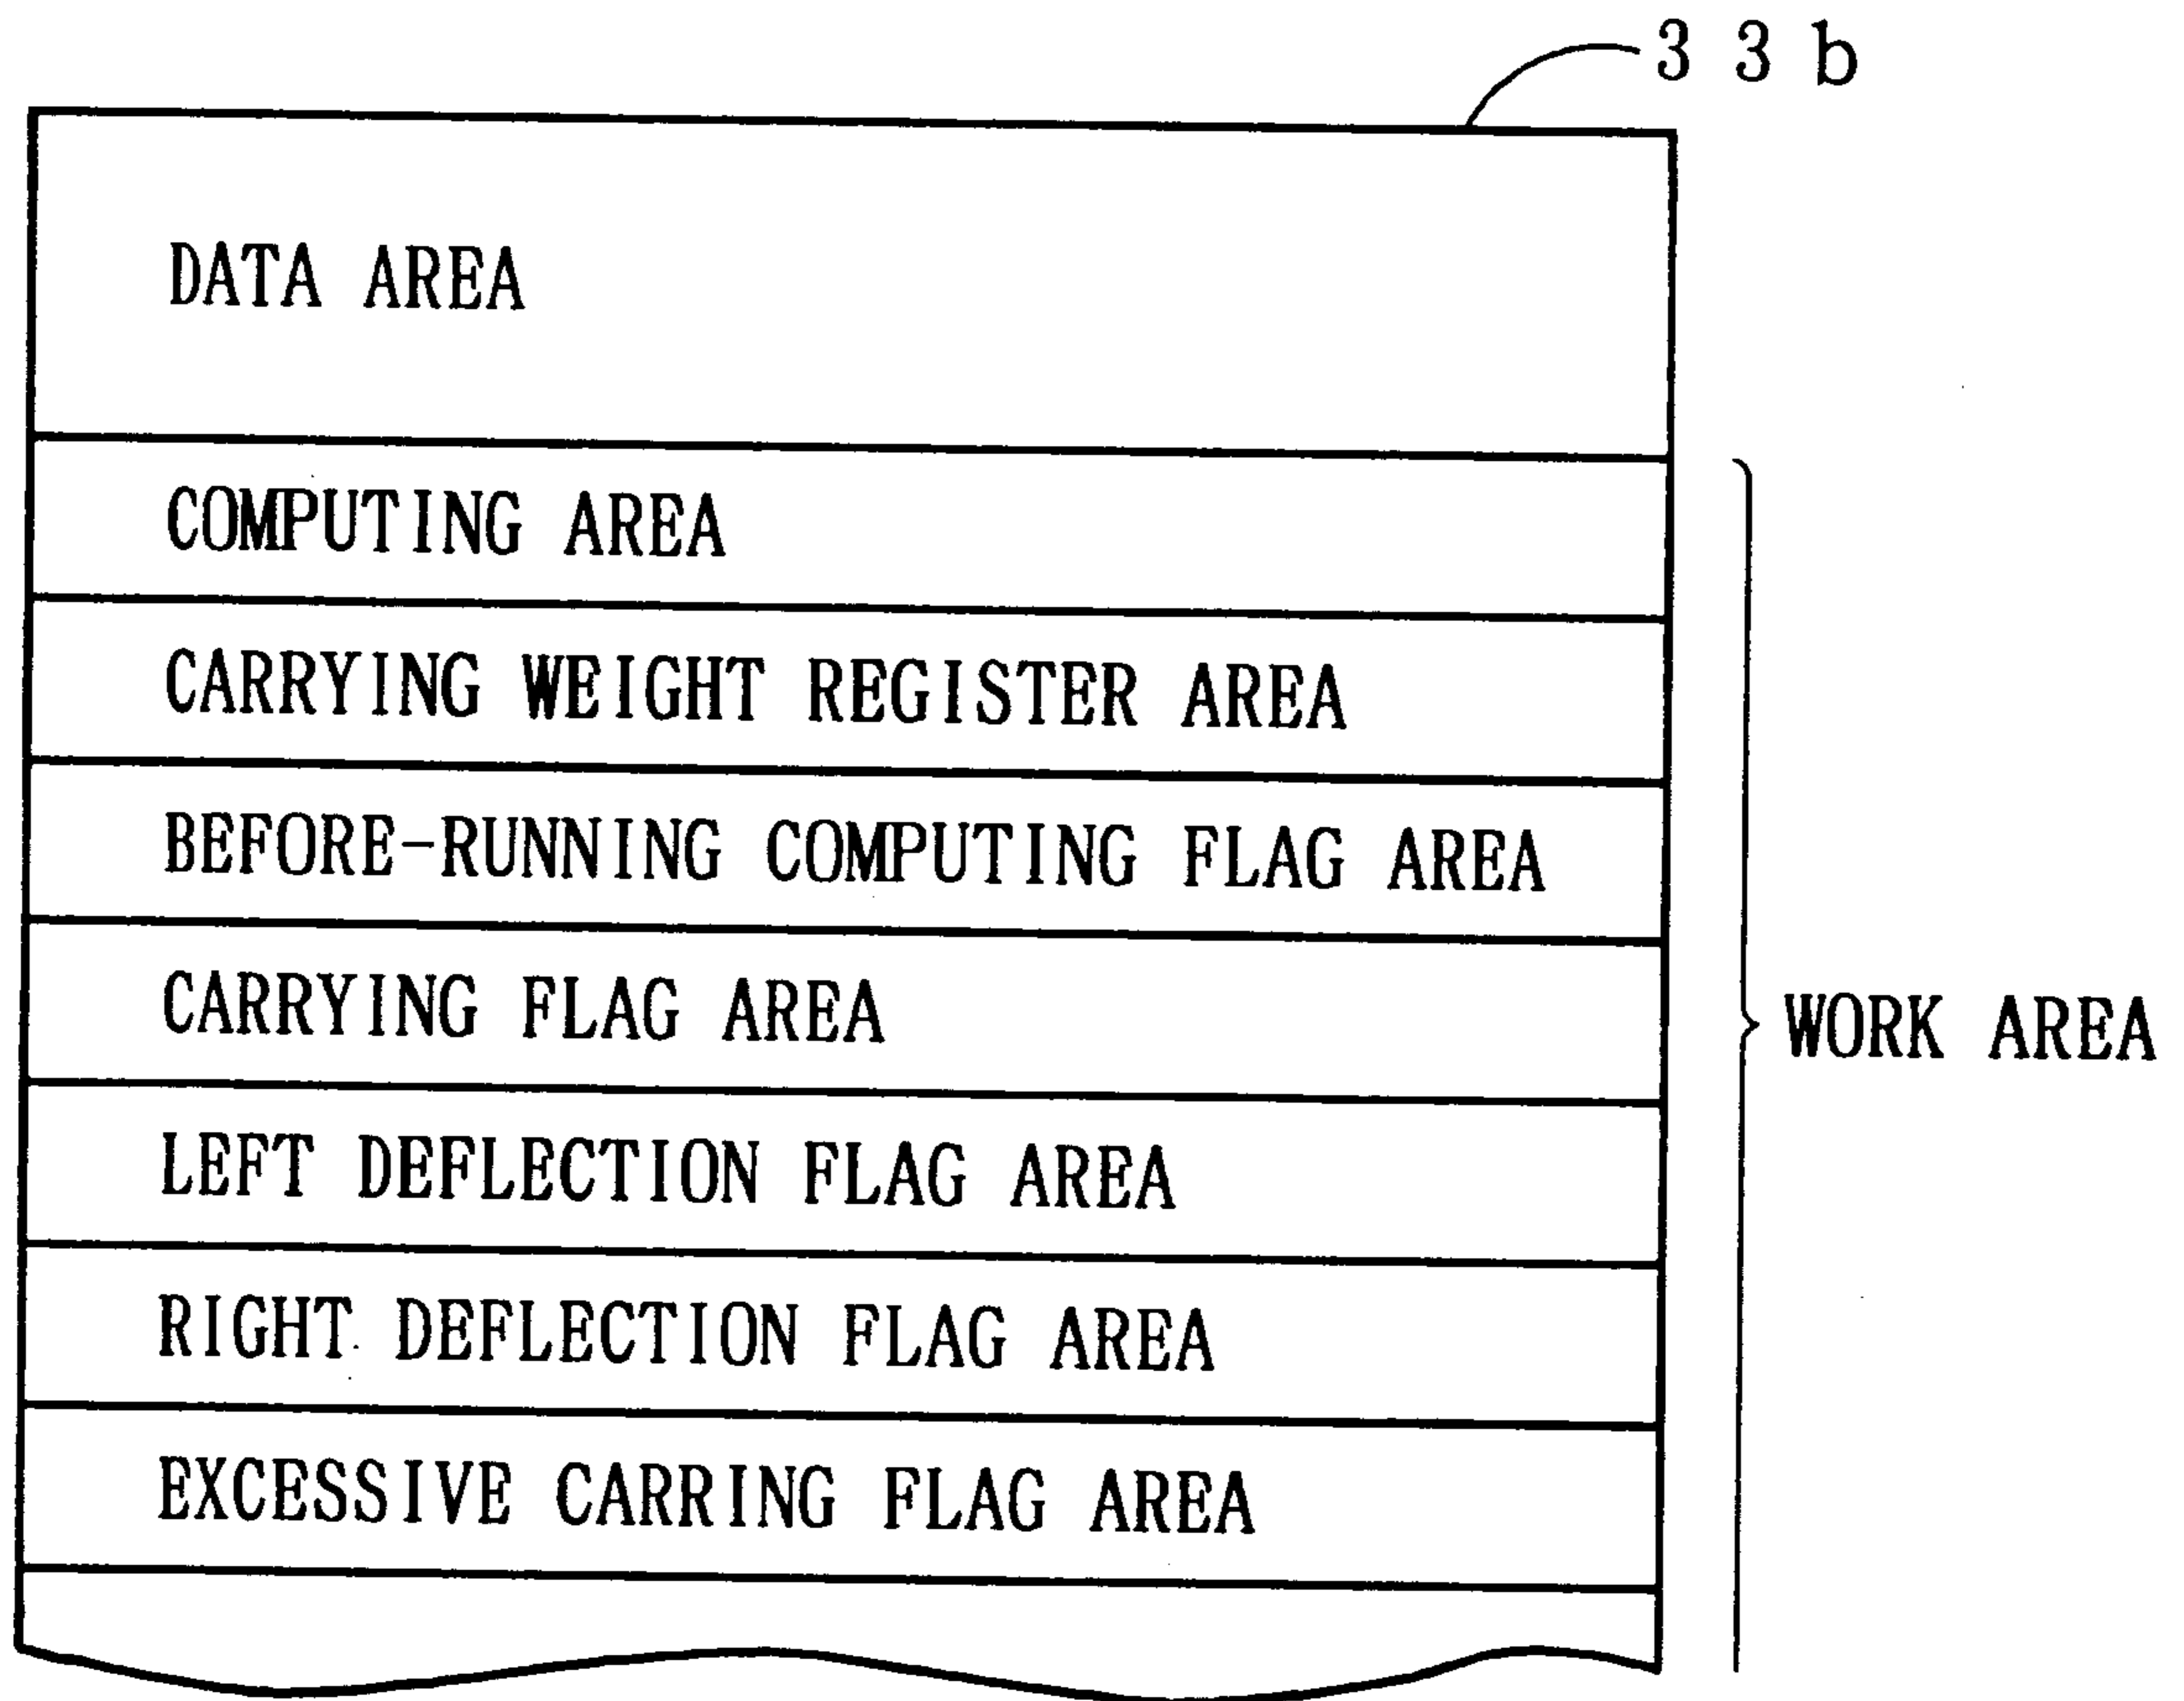 33b
DATA AREA
COMPUTING AREA
CARRYING WEIGHT REGISTER AREA
BEFORE-RUNNING COMPUTING FLAG AREA
CARRYING FLAG AREA
WORK AREA
LEFT DEFLECTION FLAG AREA
RIGHT DEFLECTION FLAG AREA
EXCESSIVE CARRING FLAG AREA